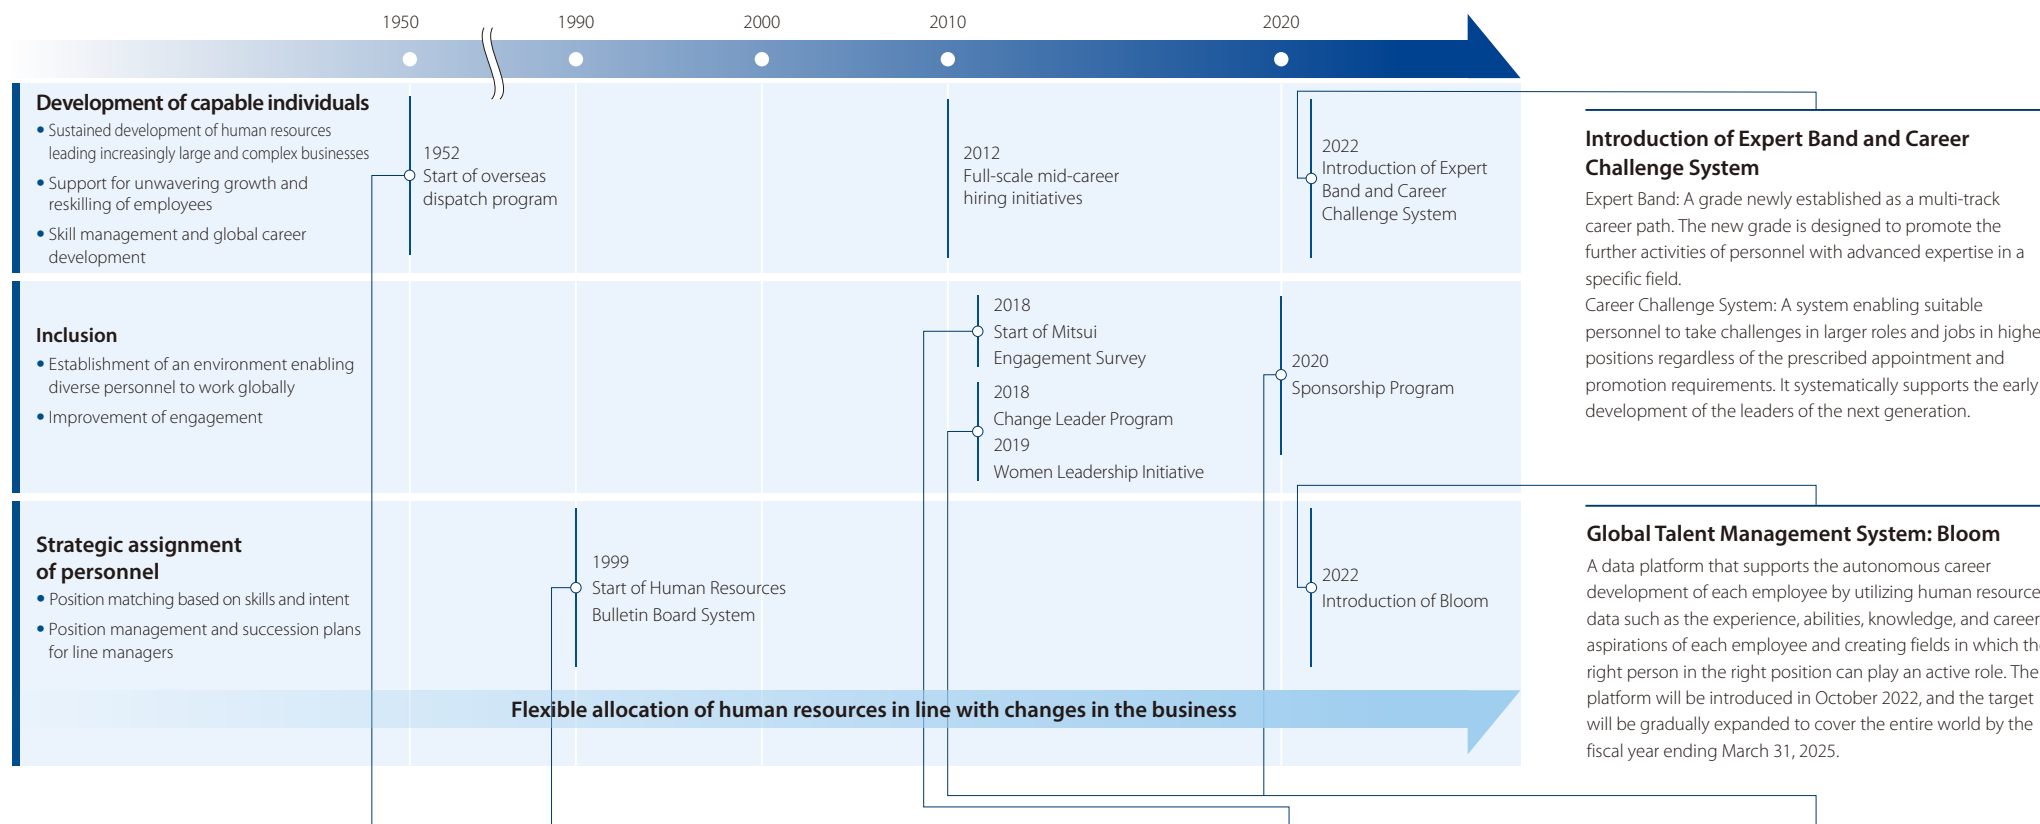 1950
1990
2000
2010
2020
Development of capable individuals
• Sustained development of human resources
leading increasingly large and complex businesses
• Support for unwavering growth and
reskilling of employees
• Skill management and global career
development
1952
Start of overseas
dispatch program
2012
Full-scale mid-career
hiring initiatives
2022
Introduction of Expert
Band and Career
Challenge System
Inclusion
• Establishment of an environment enabling
diverse personnel to work globally
• Improvement of engagement
2018
Start of Mitsui
Engagement Survey
2018
Change Leader Program
2019
Women Leadership Initiative
2020
Sponsorship Program
Strategic assignment
of personnel
• Position matching based on skills and intent
• Position management and succession plans
for line managers
1999
Start of Human Resources
Bulletin Board System
2022
Introduction of Bloom
Flexible allocation of human resources in line with changes in the business
Introduction of Expert Band and Career
Challenge System
Expert Band: A grade newly established as a multi-track
career path. The new grade is designed to promote the
further activities of personnel with advanced expertise in a
specific field.
Career Challenge System: A system enabling suitable
personnel to take challenges in larger roles and jobs in highe
positions regardless of the prescribed appointment and
promotion requirements. It systematically supports the early
development of the leaders of the next generation.
Global Talent Management System: Bloom
A data platform that supports the autonomous career
development of each employee by utilizing human resource
data such as the experience, abilities, knowledge, and career
aspirations of each employee and creating fields in which th
right person in the right position can play an active role. The
platform will be introduced in October 2022, and the target
will be gradually expanded to cover the entire world by the
fiscal year ending March 31, 2025.